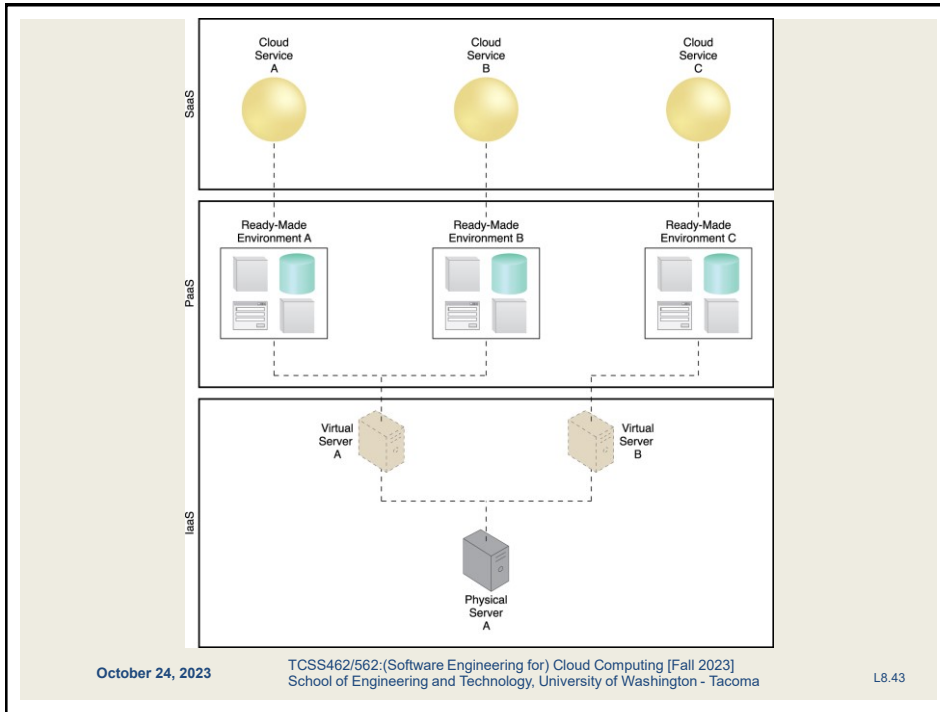 Cloud
Service
A
Cloud
Service
B
Cloud
Service
C
SaaS
Ready-Made
Environment A
Ready-Made
Environment B
Ready-Made
Environment C
PaaS
Virtual
Server
A
Virtual
Server
B
IaaS
Physical
Server
A
October 24, 2023
TCSS462/562:(Software Engineering for) Cloud Computing [Fall 2023]
School of Engineering and Technology, University of Washington - Tacoma
L8.43